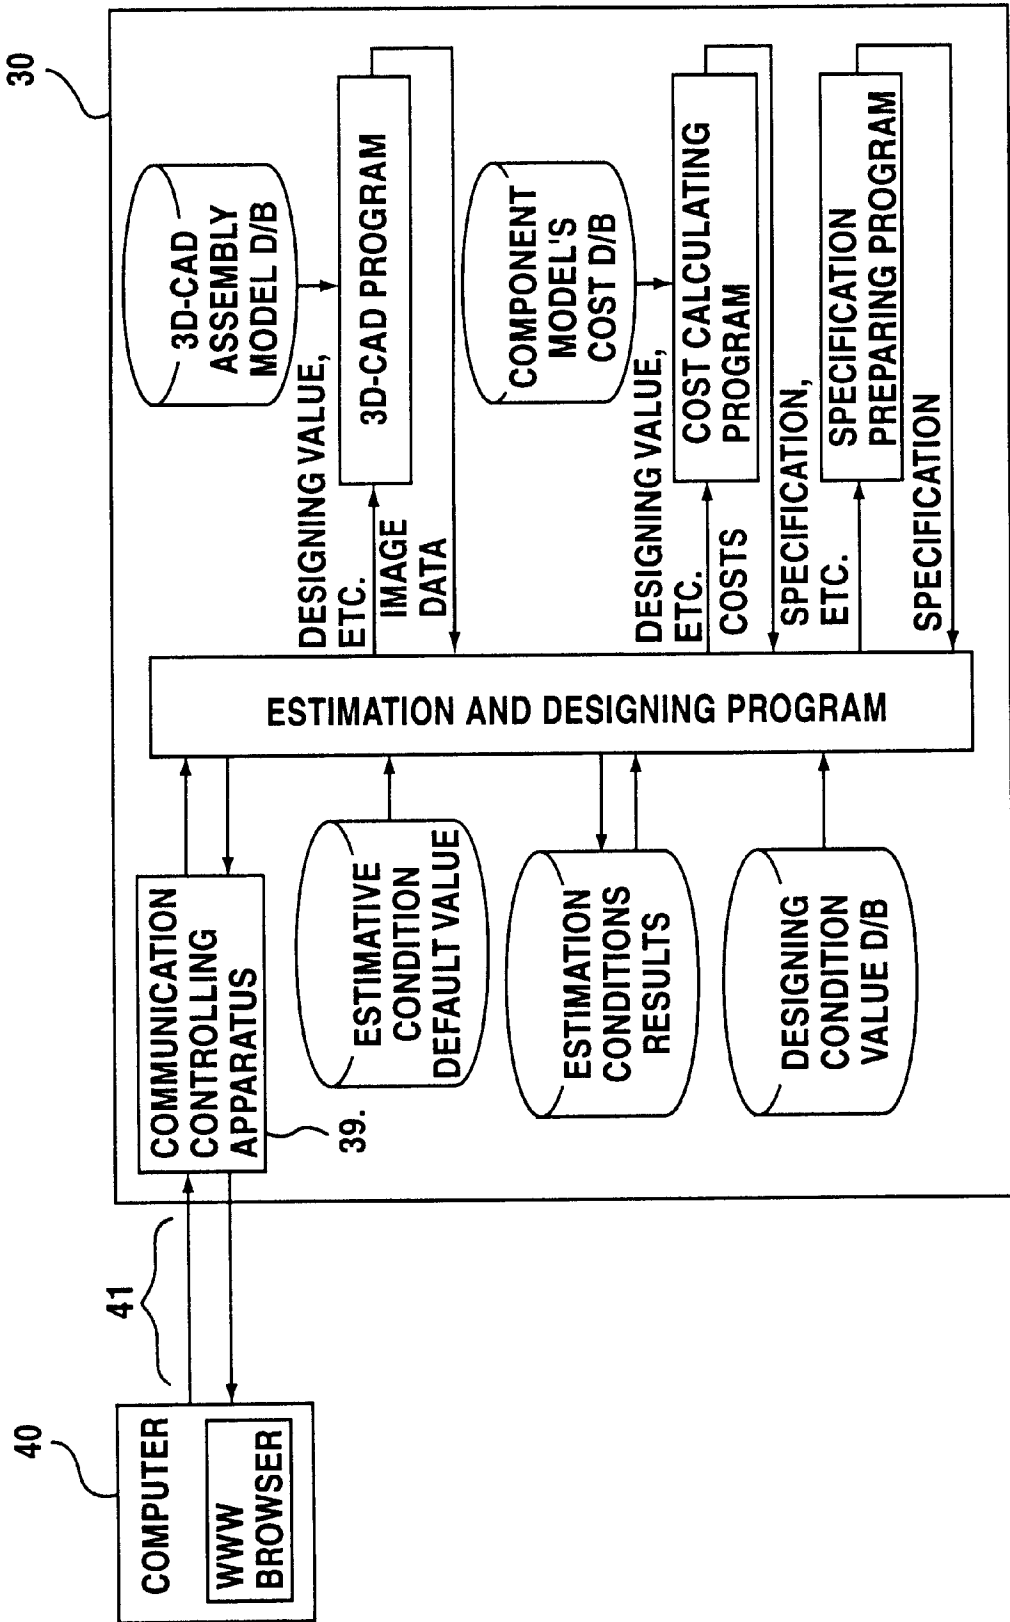 40
COMPUTER
WWW
BROWSER
41
30
COMMUNICATION
CONTROLLING
APPARATUS
39.
ESTIMATIVE
CONDITION
DEFAULT VALUE
ESTIMATION
CONDITIONS
RESULTS
DESIGNING
CONDITION
VALUE D/B
ESTIMATION AND DESIGNING PROGRAM
DESIGNING VALUE,
ETC.
IMAGE
DATA
3D-CAD
ASSEMBLY
MODEL D/B
3D-CAD PROGRAM
DESIGNING VALUE,
ETC.
COSTS
COMPONENT
MODEL'S
COST D/B
COST CALCULATING
PROGRAM
SPECIFICATION,
ETC.
SPECIFICATION
PREPARING PROGRAM
SPECIFICATION